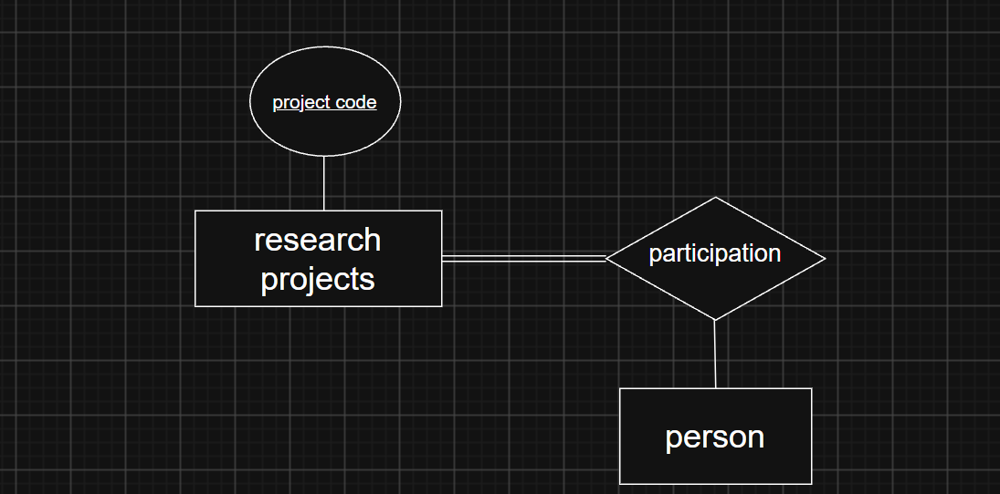 project code
research
projects
participation
person